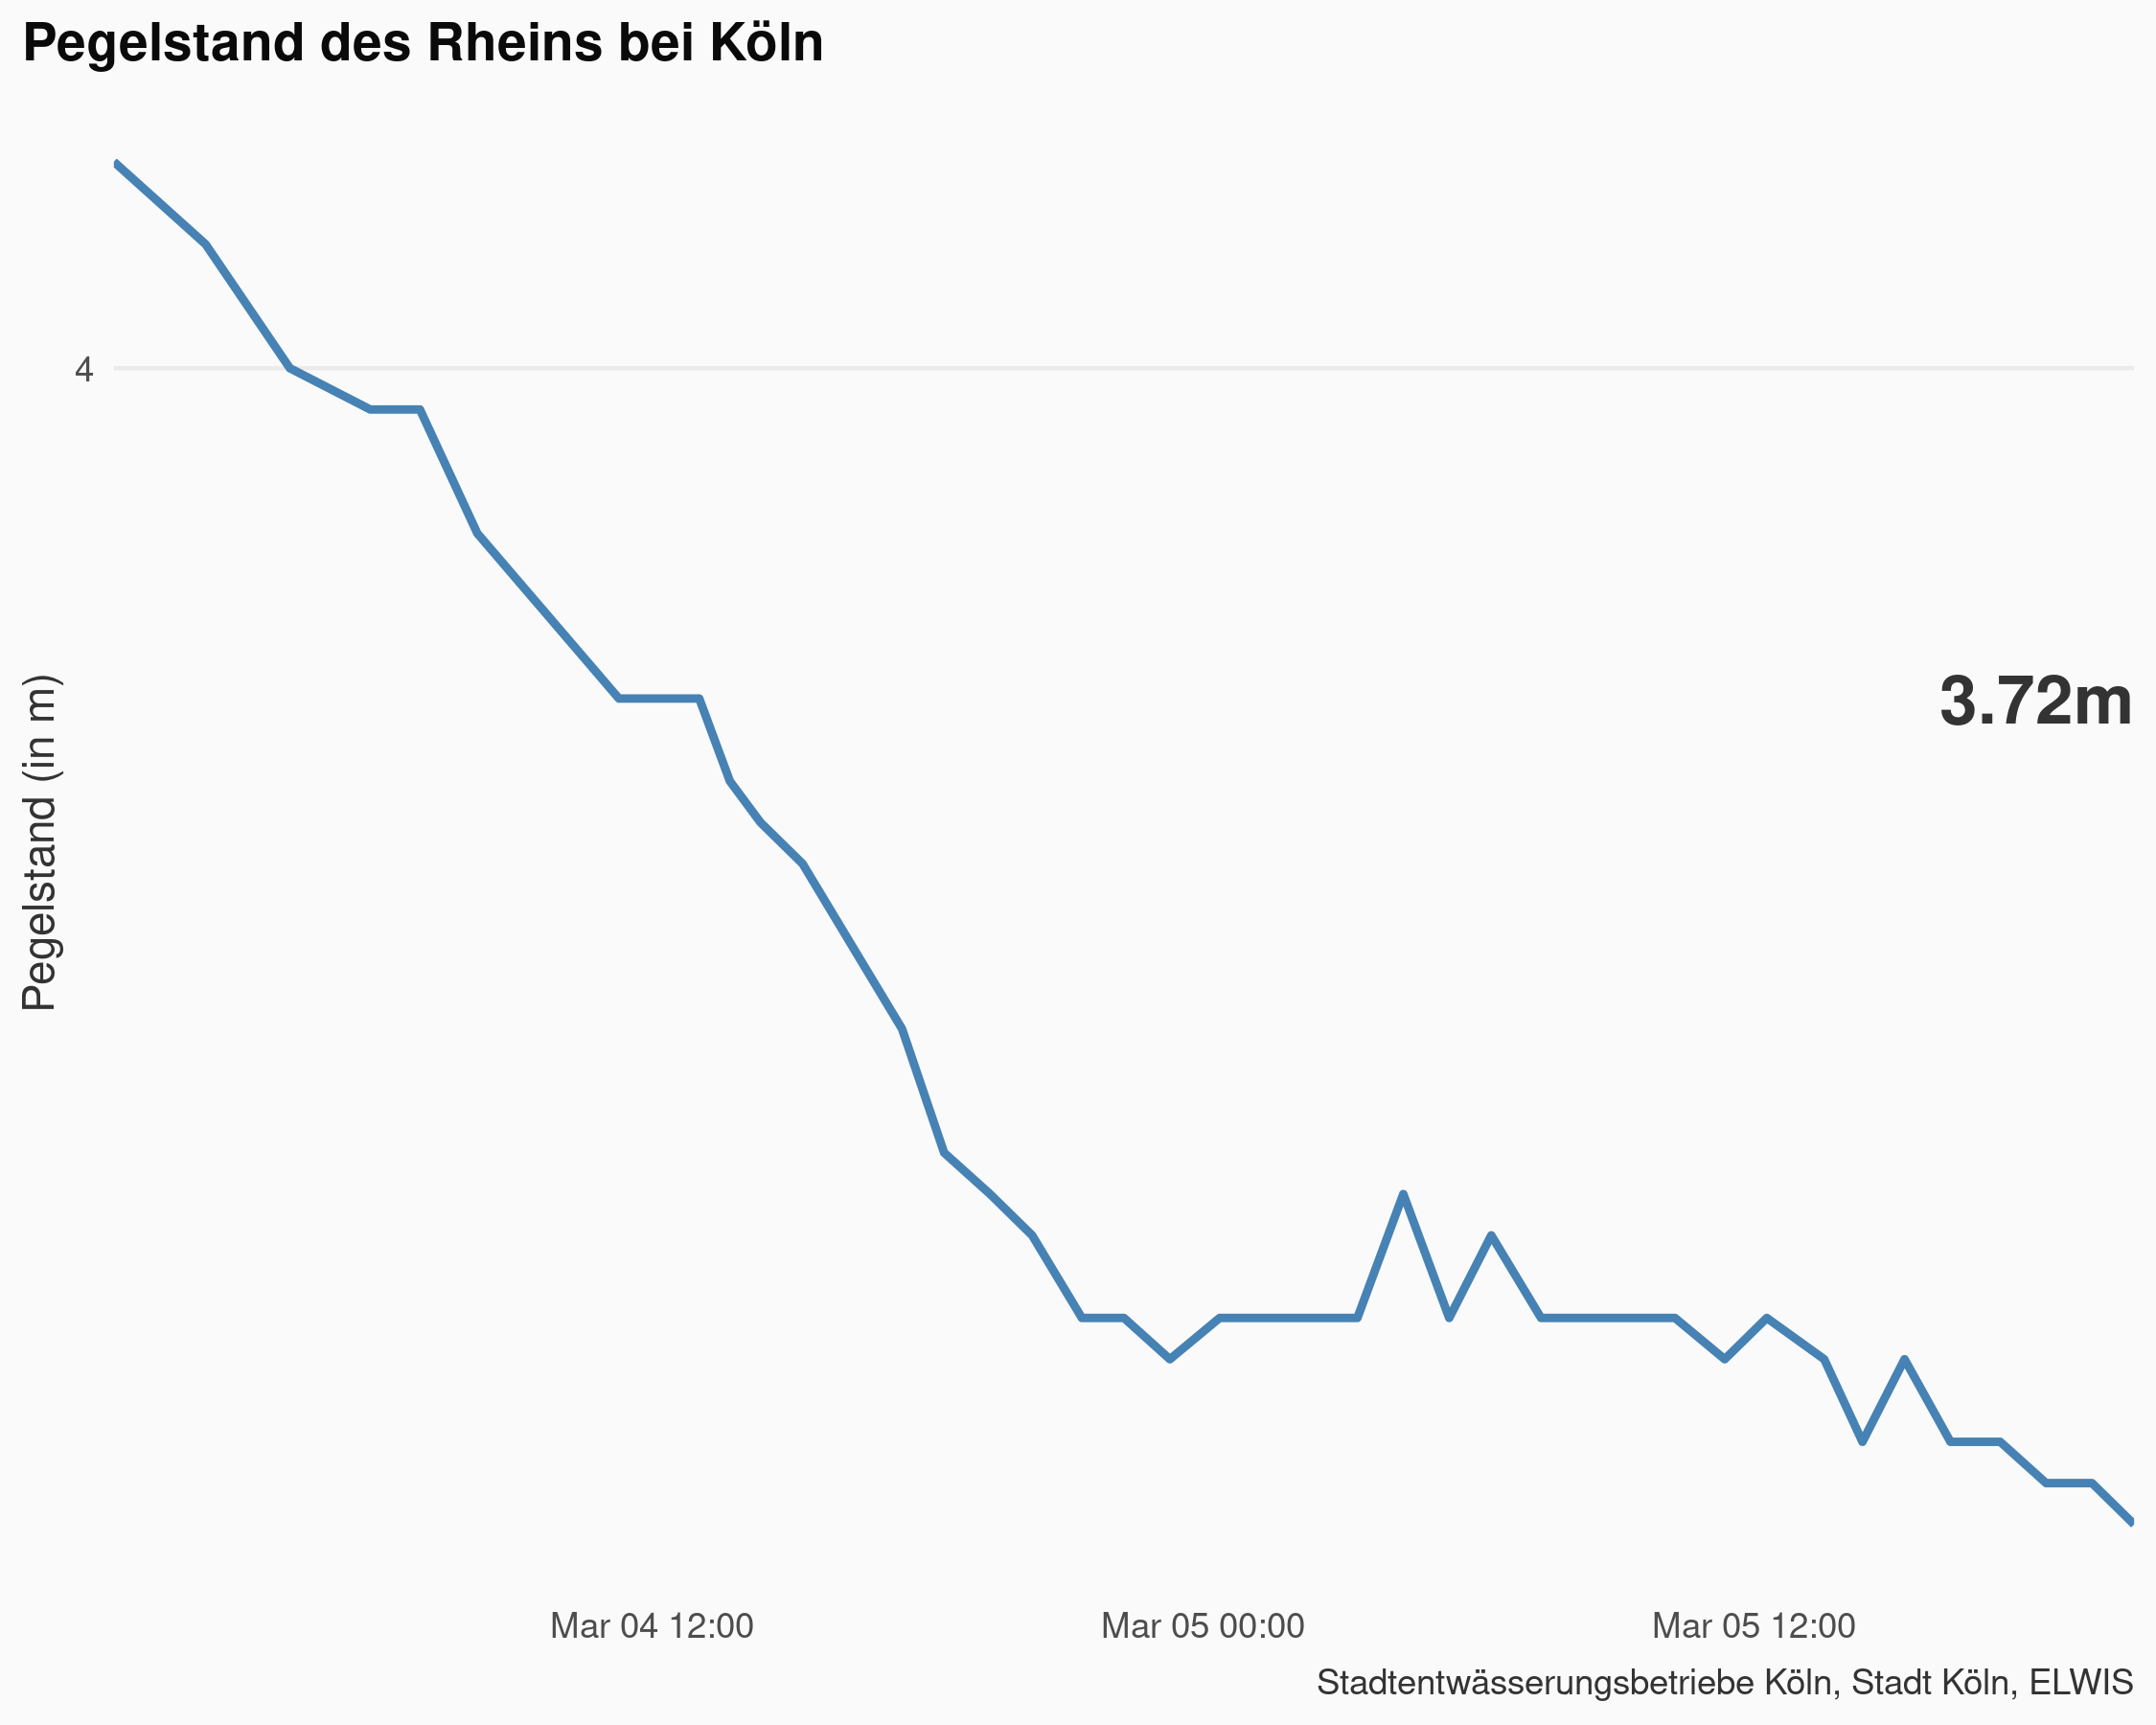 Pegelstand des Rheins bei Köln
4
Pegelstand (in m)
3.72m
Mar 04 12:00
Mar 05 00:00
Mar 05 12:00
Stadtentwässerungsbetriebe Köln, Stadt Köln, ELWIS